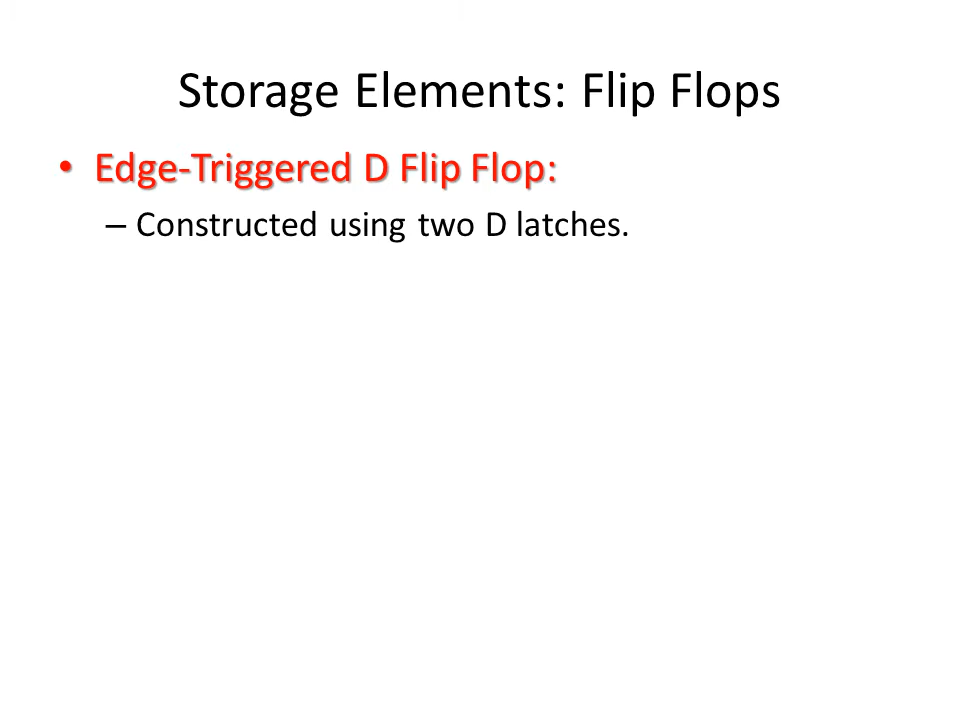 Storage Elements: Flip Flops
• Edge-Triggered D Flip Flop:
– Constructed using two D latches.